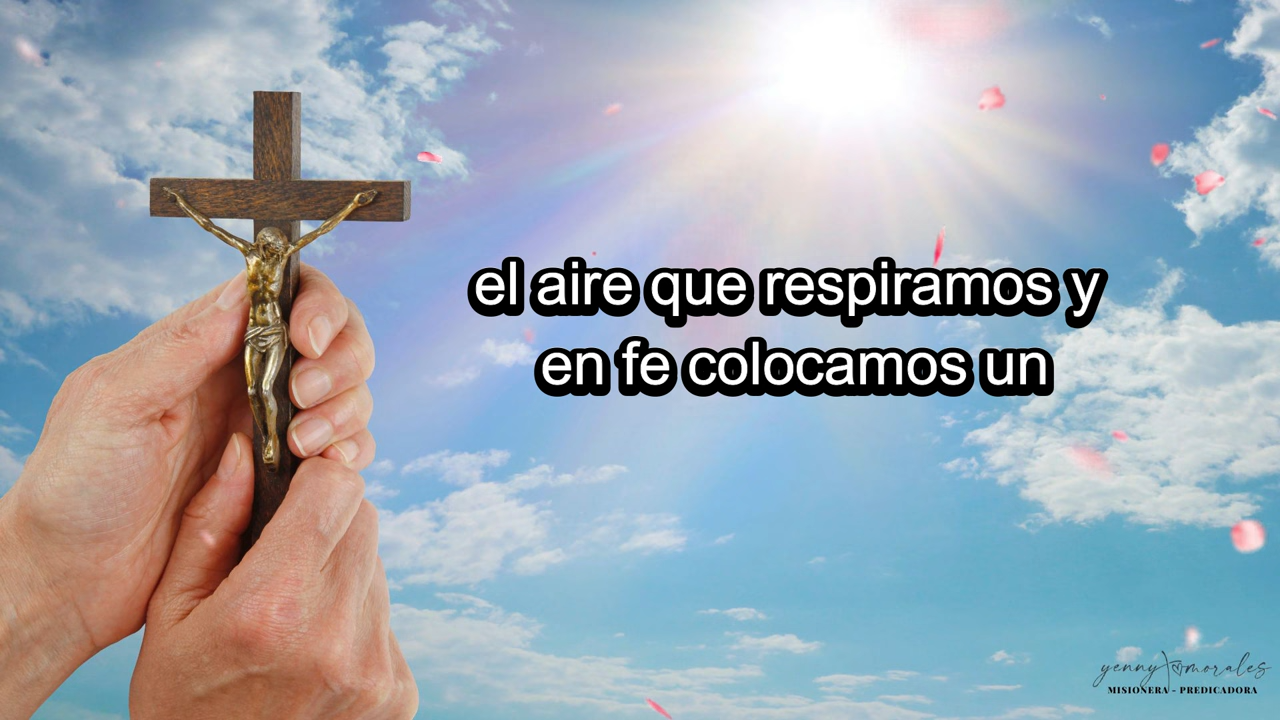 el aire que respiramos y
en fe colocamos un
yenny morales
MISIONERA - PREDICADORA